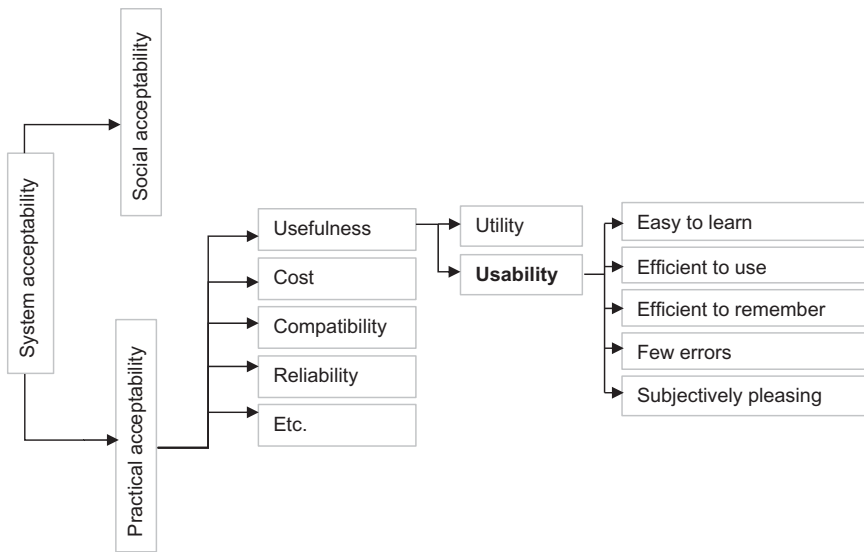 System acceptability
Social acceptability
Practical acceptability
Usefulness
Cost
Compatibility
Reliability
Etc.
Utility
Usability
Easy to learn
Efficient to use
Efficient to remember
Few errors
Subjectively pleasing